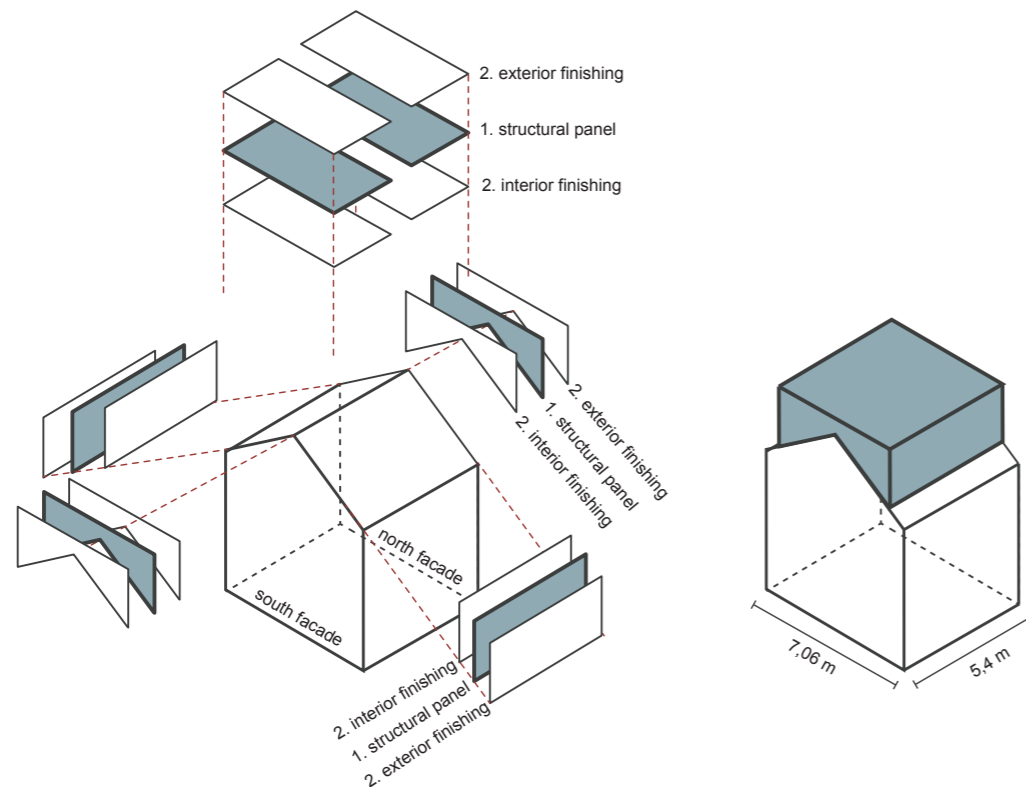 2. exterior finishing
1. structural panel
2. interior finishing
2. exterior finishing
1. structural panel
2. interior finishing
north facade
south facade
2. interior finishing
1. structural panel
2. exterior finishing
7,06 m
5,4 m